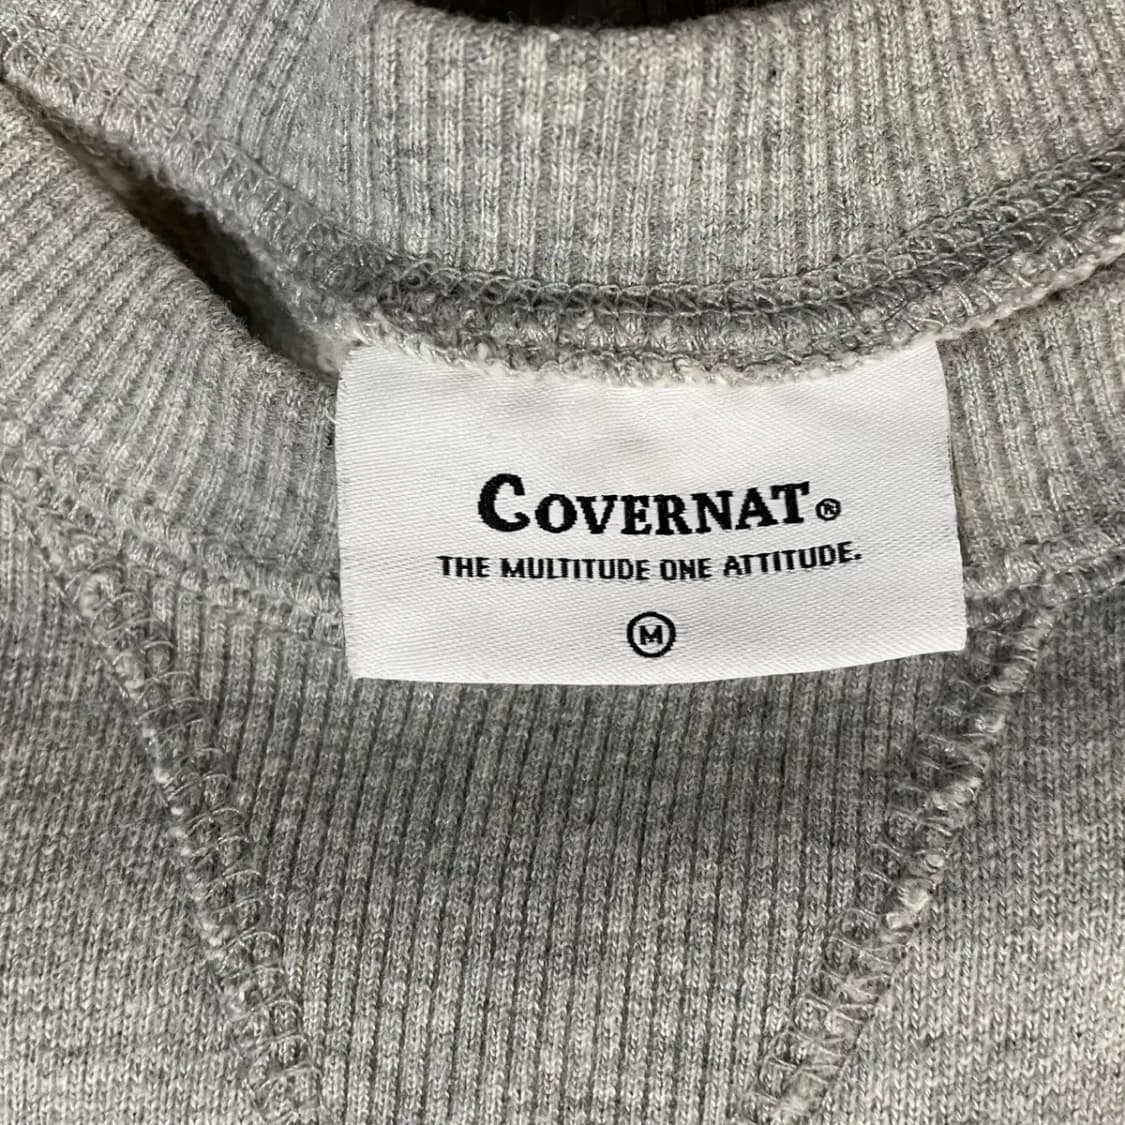 COVERNAT®
THE MULTITUDE ONE ATTITUDE.
M